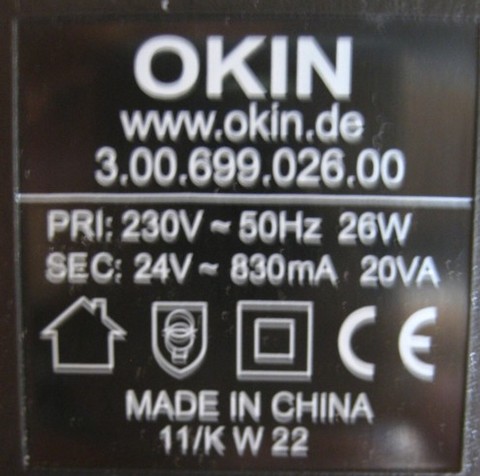 OKIN
www.okin.de
3.00.699.026.00
PRI: 230V ~ 50Hz 26W
SEC: 24V ~ 830mA 20VA
CE
MADE IN CHINA
11/K W 22